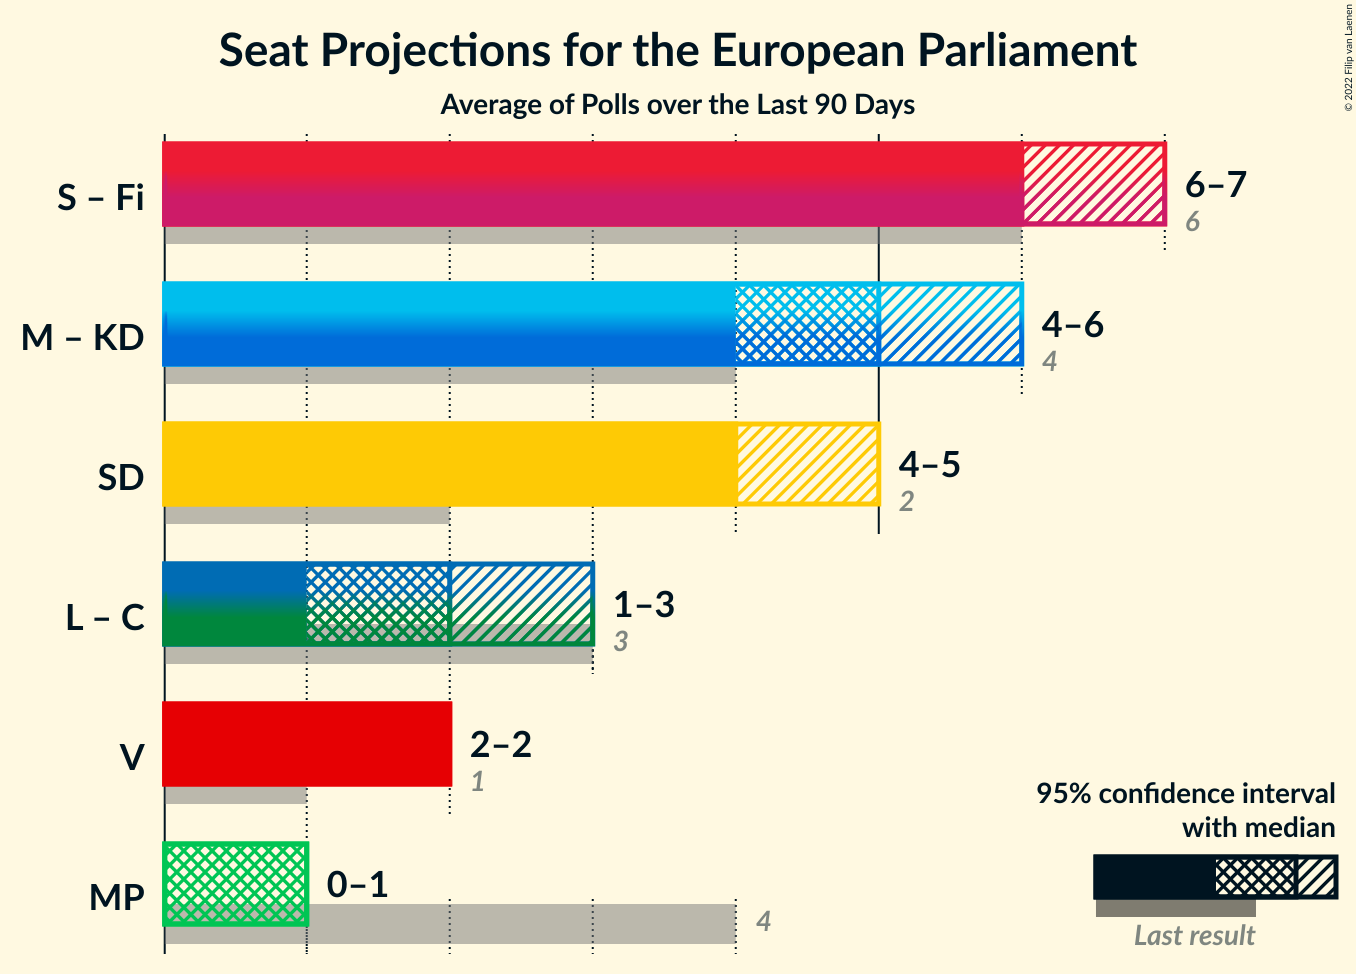 Seat Projections for the European Parliament
Average of Polls over the Last 90 Days
© 2022 Filip van Laenen
S – Fi
6–7
6
M – KD
4–6
4
SD
4–5
2
L – C
1–3
3
V
2–2
1
MP
0–1
4
95% confidence interval
with median
Last result